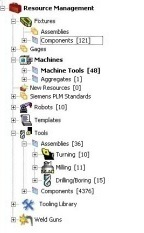 Resource Management
Fixtures
Assemblies
Components [121]
Gages
Machines
Machine Tools [48]
Aggregates [1]
New Resources [0]
Siemens PLM Standards
Robots [10]
Templates
Tools
Assemblies [36]
Turning [10]
Milling [11]
Drilling/Boring [15]
Components [4376]
Tooling Library
Weld Guns